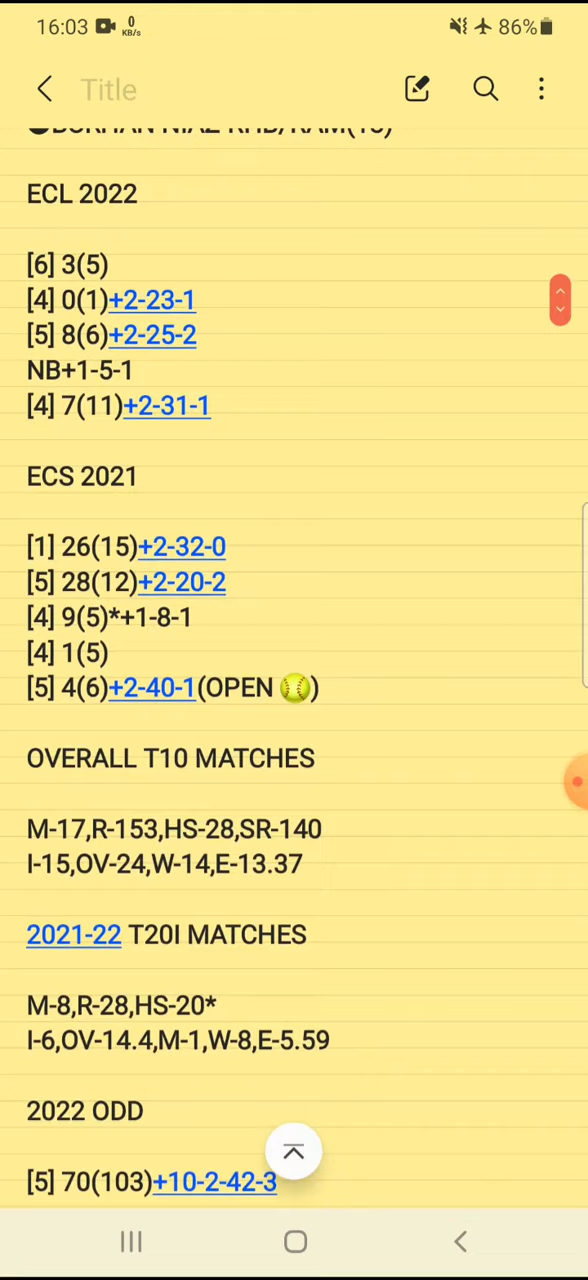 16:03 0 KB/s 86%
Title
ECL 2022
[6] 3(5)
[4] 0(1)+2-23-1
[5] 8(6)+2-25-2
NB+1-5-1
[4] 7(11)+2-31-1
ECS 2021
[1] 26(15)+2-32-0
[5] 28(12)+2-20-2
[4] 9(5)*+1-8-1
[4] 1(5)
[5] 4(6)+2-40-1(OPEN 🥎)
OVERALL T10 MATCHES
M-17,R-153,HS-28,SR-140
I-15,OV-24,W-14,E-13.37
2021-22 T20I MATCHES
M-8,R-28,HS-20*
I-6,OV-14.4,M-1,W-8,E-5.59
2022 ODD
[5] 70(103)+10-2-42-3